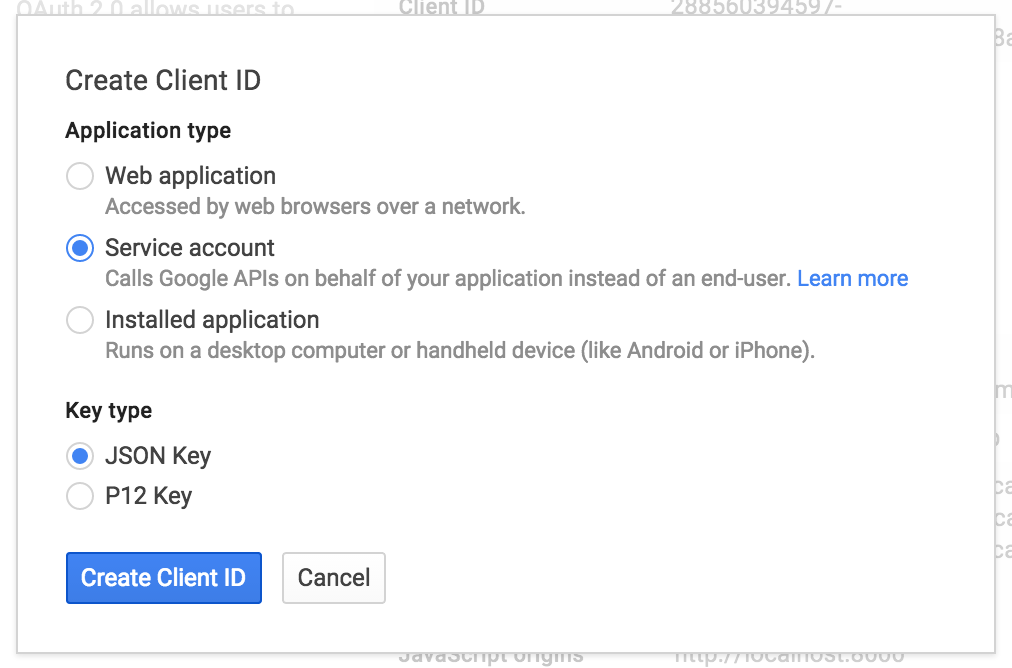 OAuth 2.0 allows users to
Client ID
288560394597-
Create Client ID
Application type
Web application
Accessed by web browsers over a network.
Service account
Calls Google APIs on behalf of your application instead of an end-user. Learn more
Installed application
Runs on a desktop computer or handheld device (like Android or iPhone).
Key type
JSON Key
P12 Key
Create Client ID
Cancel
JavaScript origins
http://localhost:8000